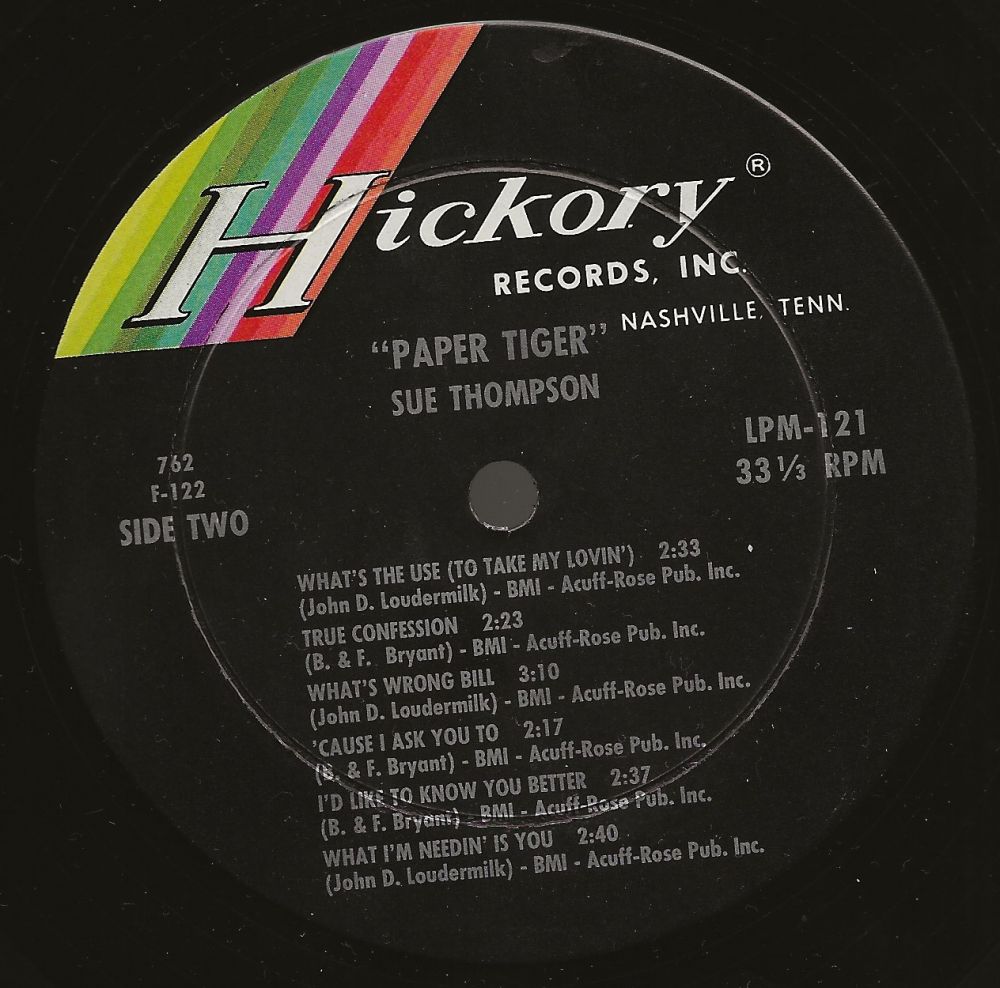 Hickory®
RECORDS, INC.
NASHVILLE, TENN.
“PAPER TIGER”
SUE THOMPSON
762
F-122
SIDE TWO
LPM-121
33 ⅓ RPM
WHAT'S THE USE (TO TAKE MY LOVIN') 2:33
(John D. Loudermilk) - BMI - Acuff-Rose Pub. Inc.
TRUE CONFESSION 2:23
(B. & F. Bryant) - BMI - Acuff-Rose Pub. Inc.
WHAT'S WRONG BILL 3:10
(John D. Loudermilk) - BMI - Acuff-Rose Pub. Inc.
'CAUSE I ASK YOU TO 2:17
(B. & F. Bryant) - BMI - Acuff-Rose Pub. Inc.
I'D LIKE TO KNOW YOU BETTER 2:37
(B. & F. Bryant) - BMI - Acuff-Rose Pub. Inc.
WHAT I'M NEEDIN' IS YOU 2:40
(John D. Loudermilk) - BMI - Acuff-Rose Pub. Inc.